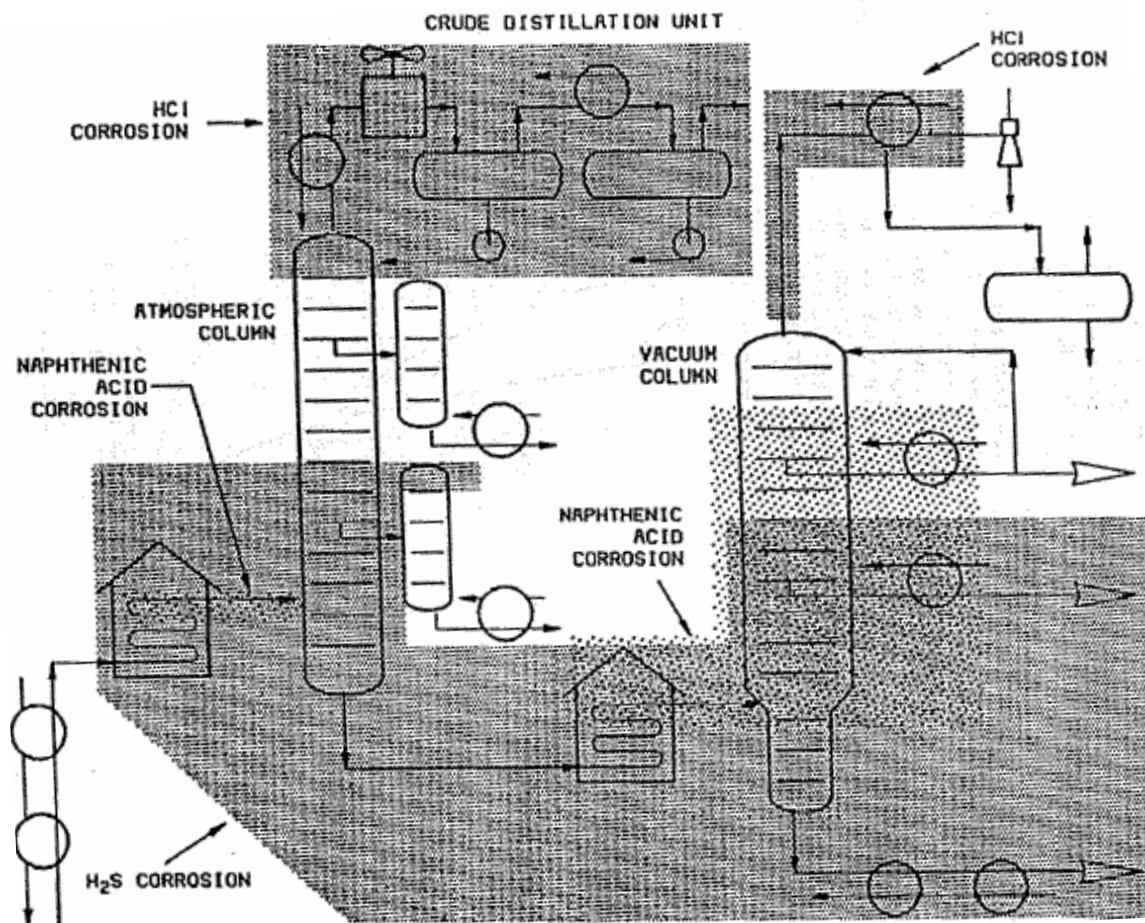 CRUDE DISTILLATION UNIT
HCl
CORROSION
HCl
CORROSION
ATMOSPHERIC
COLUMN
NAPHTHENIC
ACID
CORROSION
VACUUM
COLUMN
NAPHTHENIC
ACID
CORROSION
H₂S CORROSION